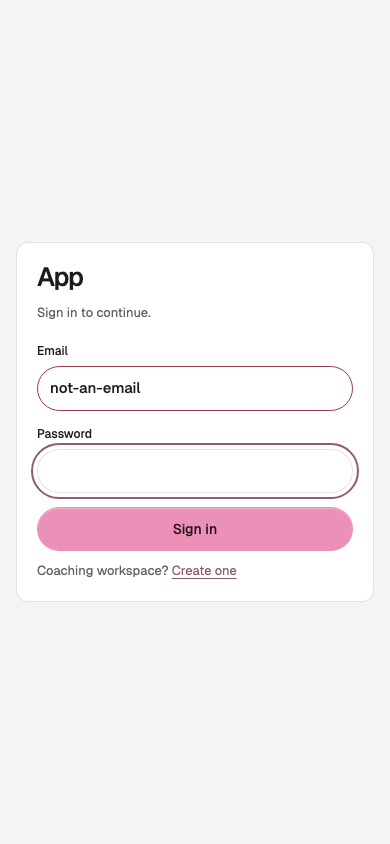 App
Sign in to continue.
Email
not-an-email
Password
Sign in
Coaching workspace? Create one